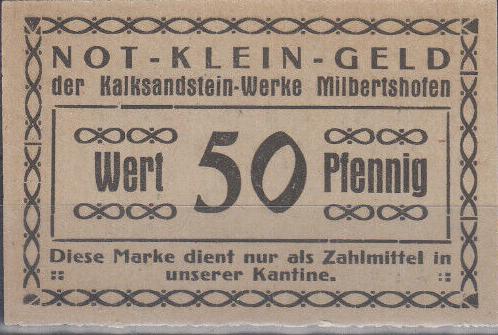 NOT-KLEIN-GELD
der Kalksandstein-Werke Milbertshofen
Wert 50 Pfennig
Diese Marke dient nur als Zahlmittel in
unserer Kantine.